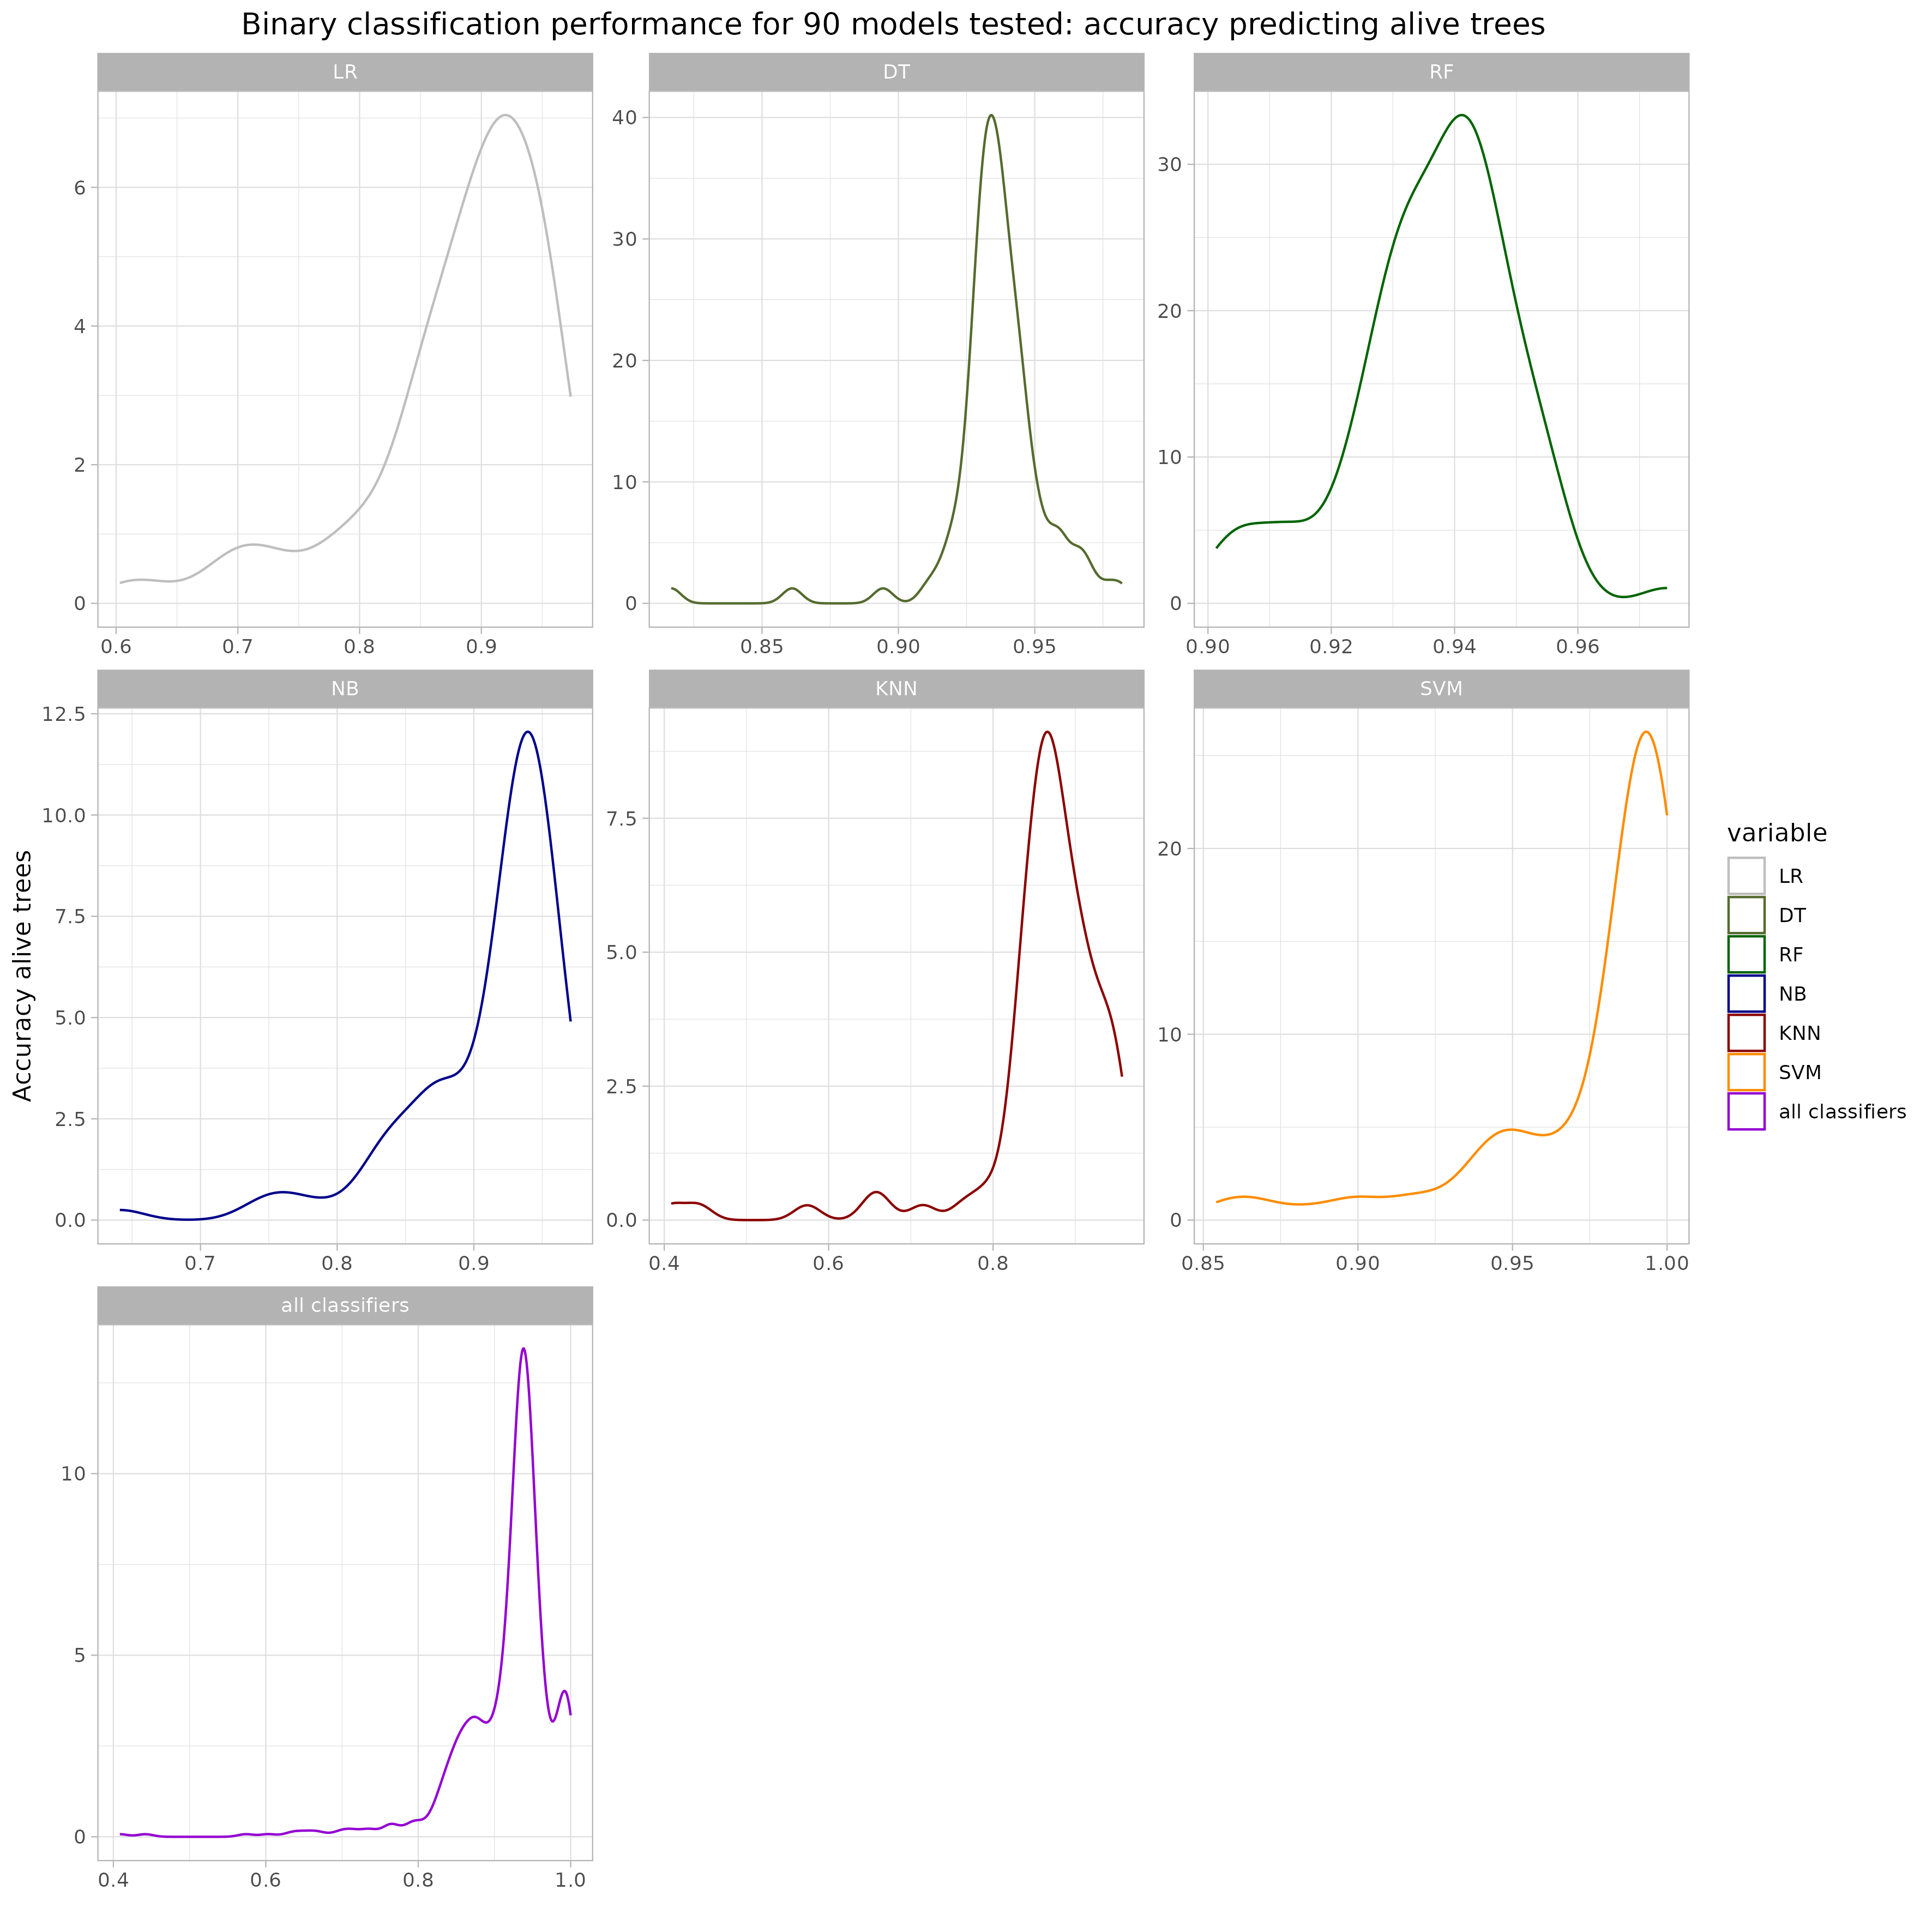 Binary classification performance for 90 models tested: accuracy predicting alive trees
LR
DT
RF
6
4
2
0
40
30
20
10
0
30
20
10
0
0.6 0.7 0.8 0.9
0.85 0.90 0.95
0.90 0.92 0.94 0.96
NB
KNN
SVM
Accuracy alive trees
12.5
10.0
7.5
5.0
2.5
0.0
7.5
5.0
2.5
0.0
20
10
0
0.7 0.8 0.9
0.4 0.6 0.8
0.85 0.90 0.95 1.00
all classifiers
10
5
0
0.4 0.6 0.8 1.0
variable
LR
DT
RF
NB
KNN
SVM
all classifiers